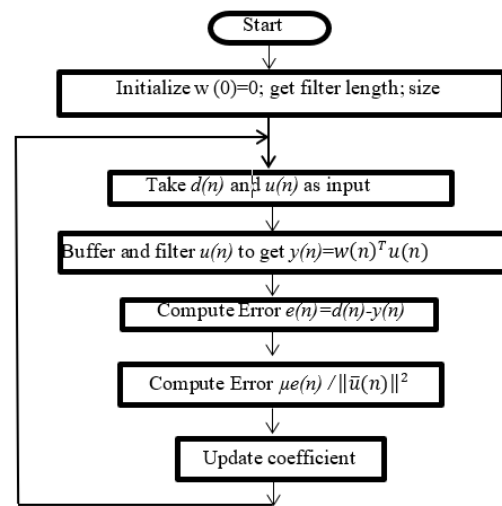 Start
Initialize w (0)=0; get filter length; size
Take d(n) and u(n) as input
Buffer and filter u(n) to get y(n)=w(n)ᵀu(n)
Compute Error e(n)=d(n)-y(n)
Compute Error μe(n) /‖ū(n)‖²
Update coefficient